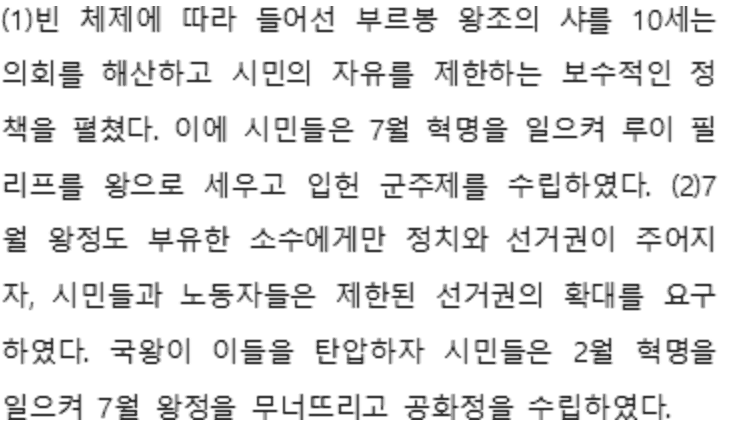 (1)빈 체제에 따라 들어선 부르봉 왕조의 샤를 10세는
의회를 해산하고 시민의 자유를 제한하는 보수적인 정
책을 펼쳤다. 이에 시민들은 7월 혁명을 일으켜 루이 필
리프를 왕으로 세우고 입헌 군주제를 수립하였다. (2)7
월 왕정도 부유한 소수에게만 정치와 선거권이 주어지
자, 시민들과 노동자들은 제한된 선거권의 확대를 요구
하였다. 국왕이 이들을 탄압하자 시민들은 2월 혁명을
일으켜 7월 왕정을 무너뜨리고 공화정을 수립하였다.